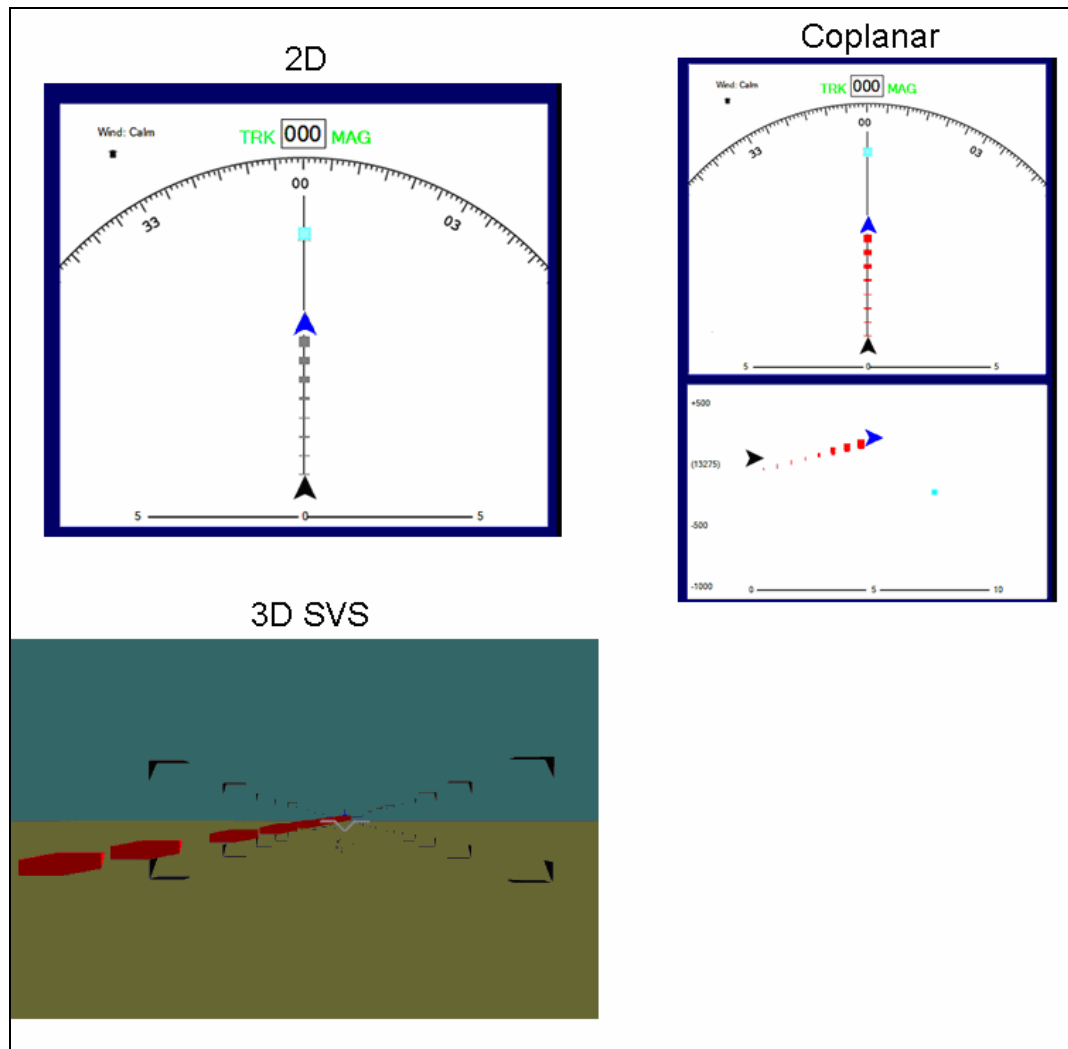 2D
Wind: Calm
TRK 000 MAG
33 00 03
5 0 5
Coplanar
Wind: Calm
TRK 000 MAG
33 00 03
5 0 5
+500
(13275)
-500
-1000
0 5 10
3D SVS